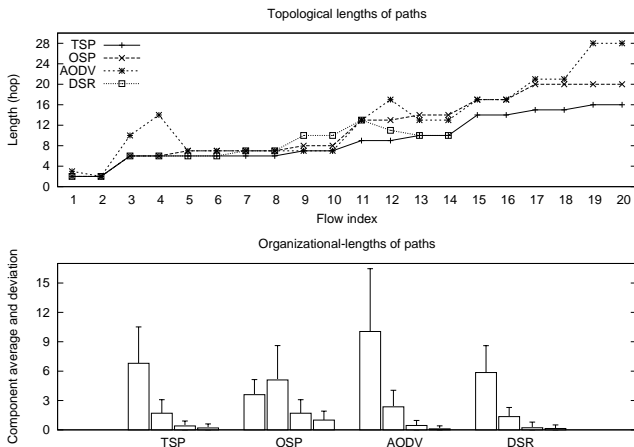 Topological lengths of paths
Length (hop)
28
24
20
16
12
8
4
0
TSP
OSP
AODV
DSR
1 2 3 4 5 6 7 8 9 10 11 12 13 14 15 16 17 18 19 20
Flow index
Organizational-lengths of paths
Component average and deviation
15
12
9
6
3
0
TSP OSP AODV DSR